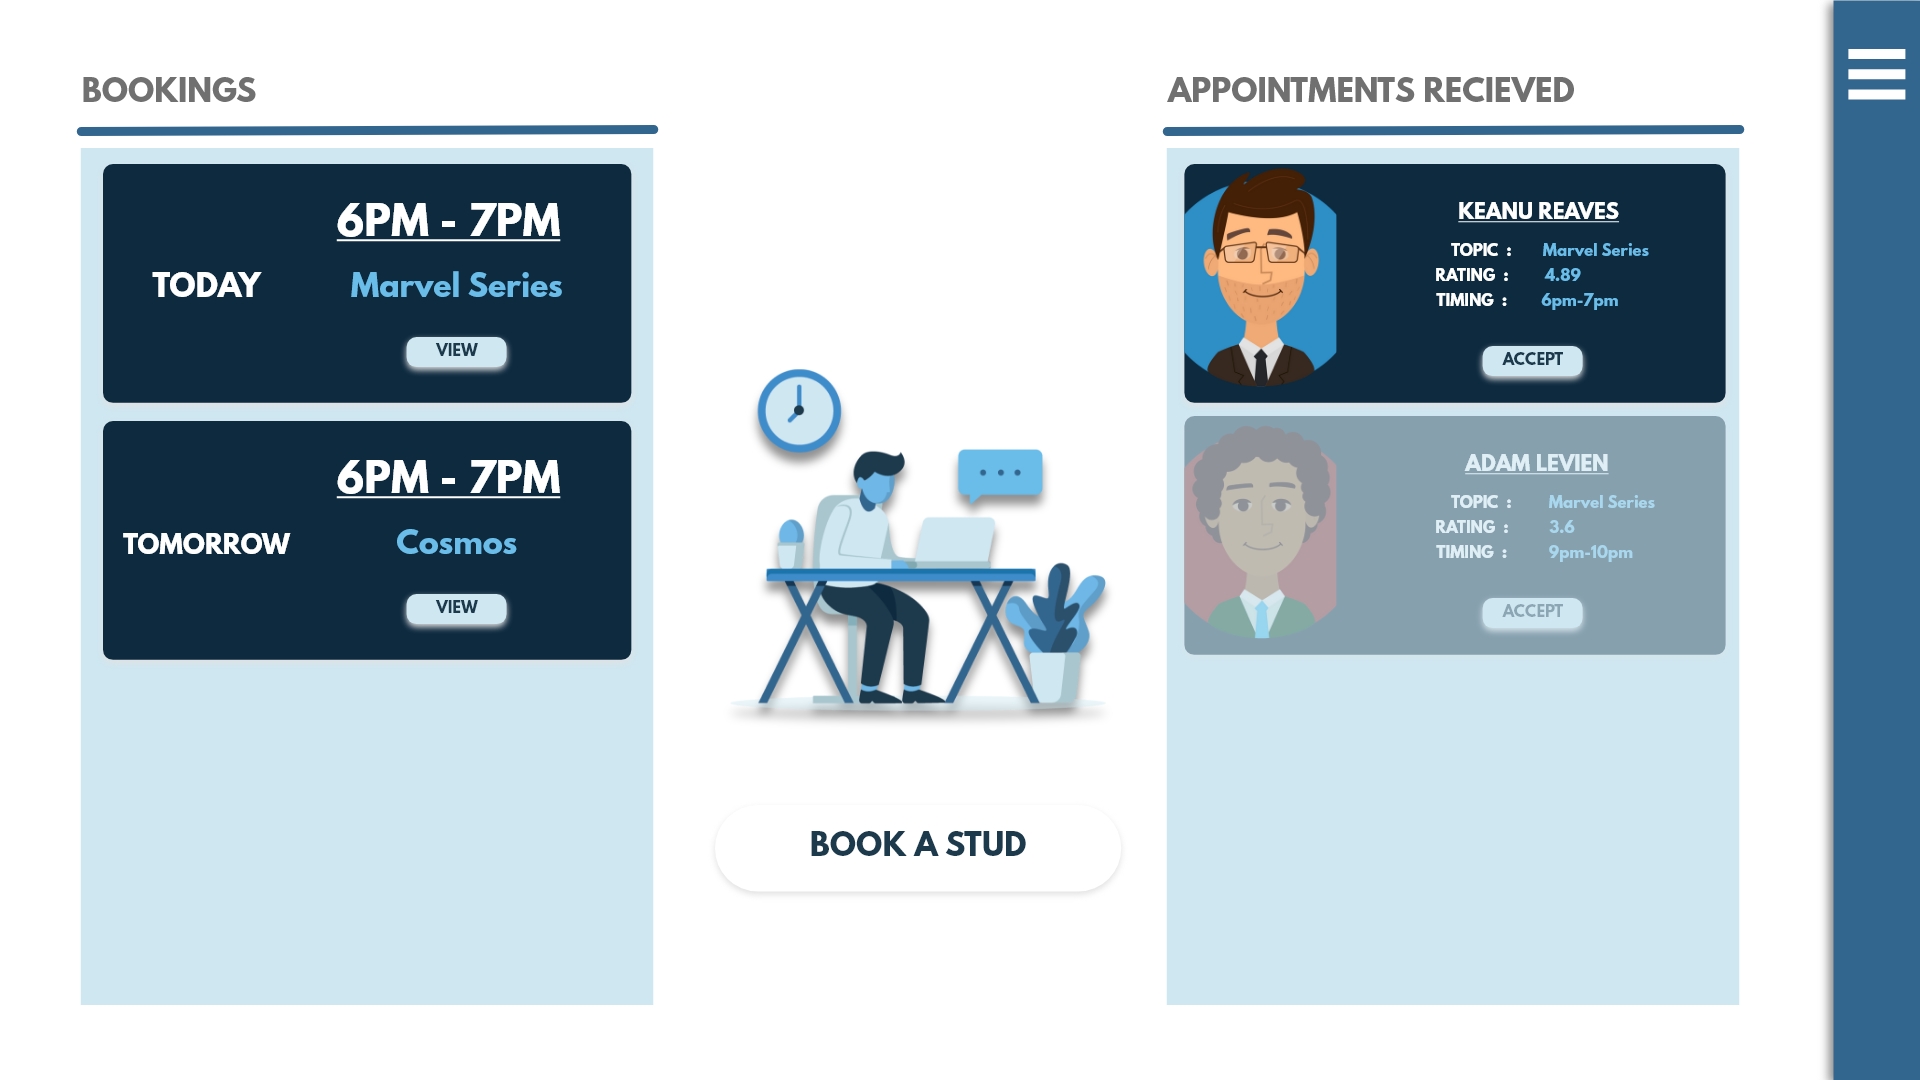 BOOKINGS
6PM - 7PM
TODAY
Marvel Series
VIEW
6PM - 7PM
TOMORROW
Cosmos
VIEW
BOOK A STUD
APPOINTMENTS RECIEVED
KEANU REAVES
TOPIC : Marvel Series
RATING : 4.89
TIMING : 6pm-7pm
ACCEPT
ADAM LEVIEN
TOPIC : Marvel Series
RATING : 3.6
TIMING : 9pm-10pm
ACCEPT